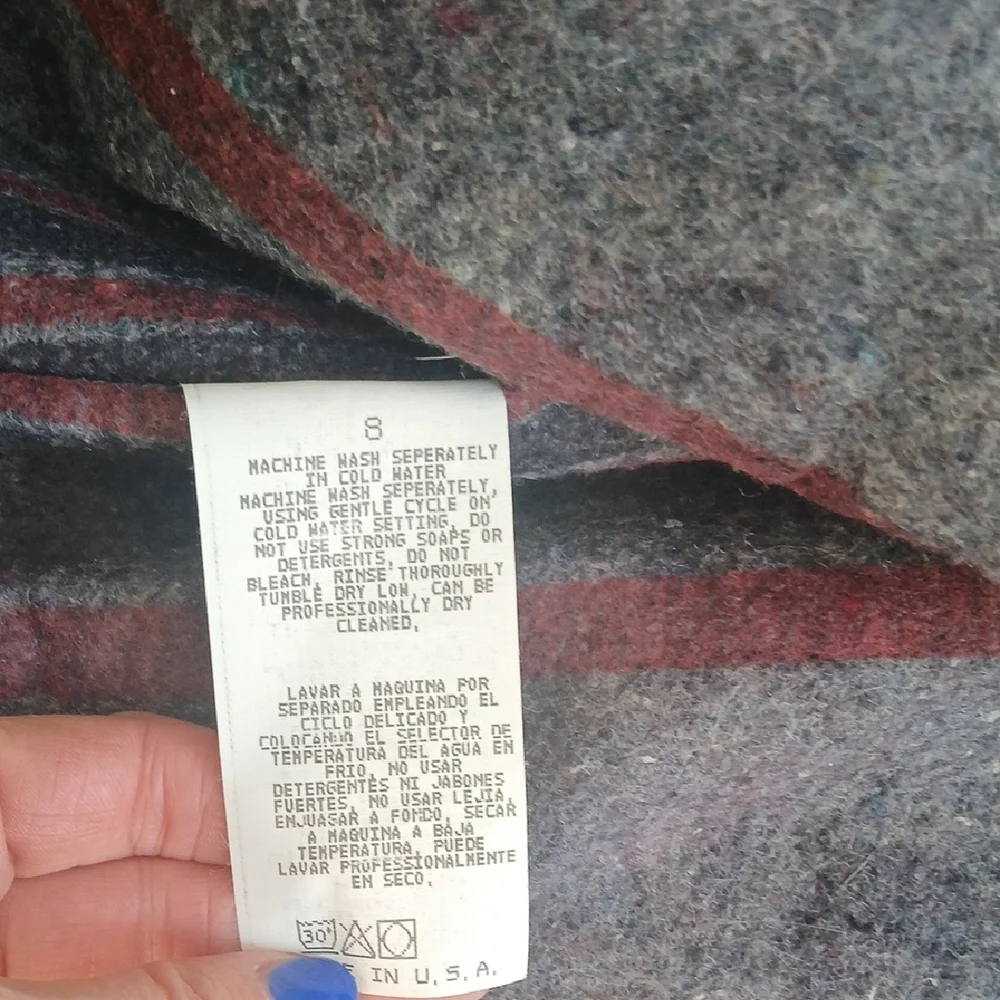 8
MACHINE WASH SEPERATELY
IN COLD WATER
MACHINE WASH SEPERATELY,
USING GENTLE CYCLE ON
COLD WATER SETTING. DO
NOT USE STRONG SOAPS OR
DETERGENTS. DO NOT
BLEACH. RINSE THOROUGHLY
TUMBLE DRY LOW. CAN BE
PROFESSIONALLY DRY
CLEANED.
LAVAR A MAQUINA POR
SEPARADO EMPLEANDO EL
CICLO DELICADO Y
COLOCANDO EL SELECTOR DE
TEMPERATURA DEL AGUA EN
FRIO. NO USAR
DETERGENTES NI JABONES
FUERTES. NO USAR LEJIA.
ENJUASAR A FONDO. SECAR
A MAQUINA A BAJA
TEMPERATURA. PUEDE
LAVAR PROFESSIONALMENTE
EN SECO.
30°
IN U.S.A.